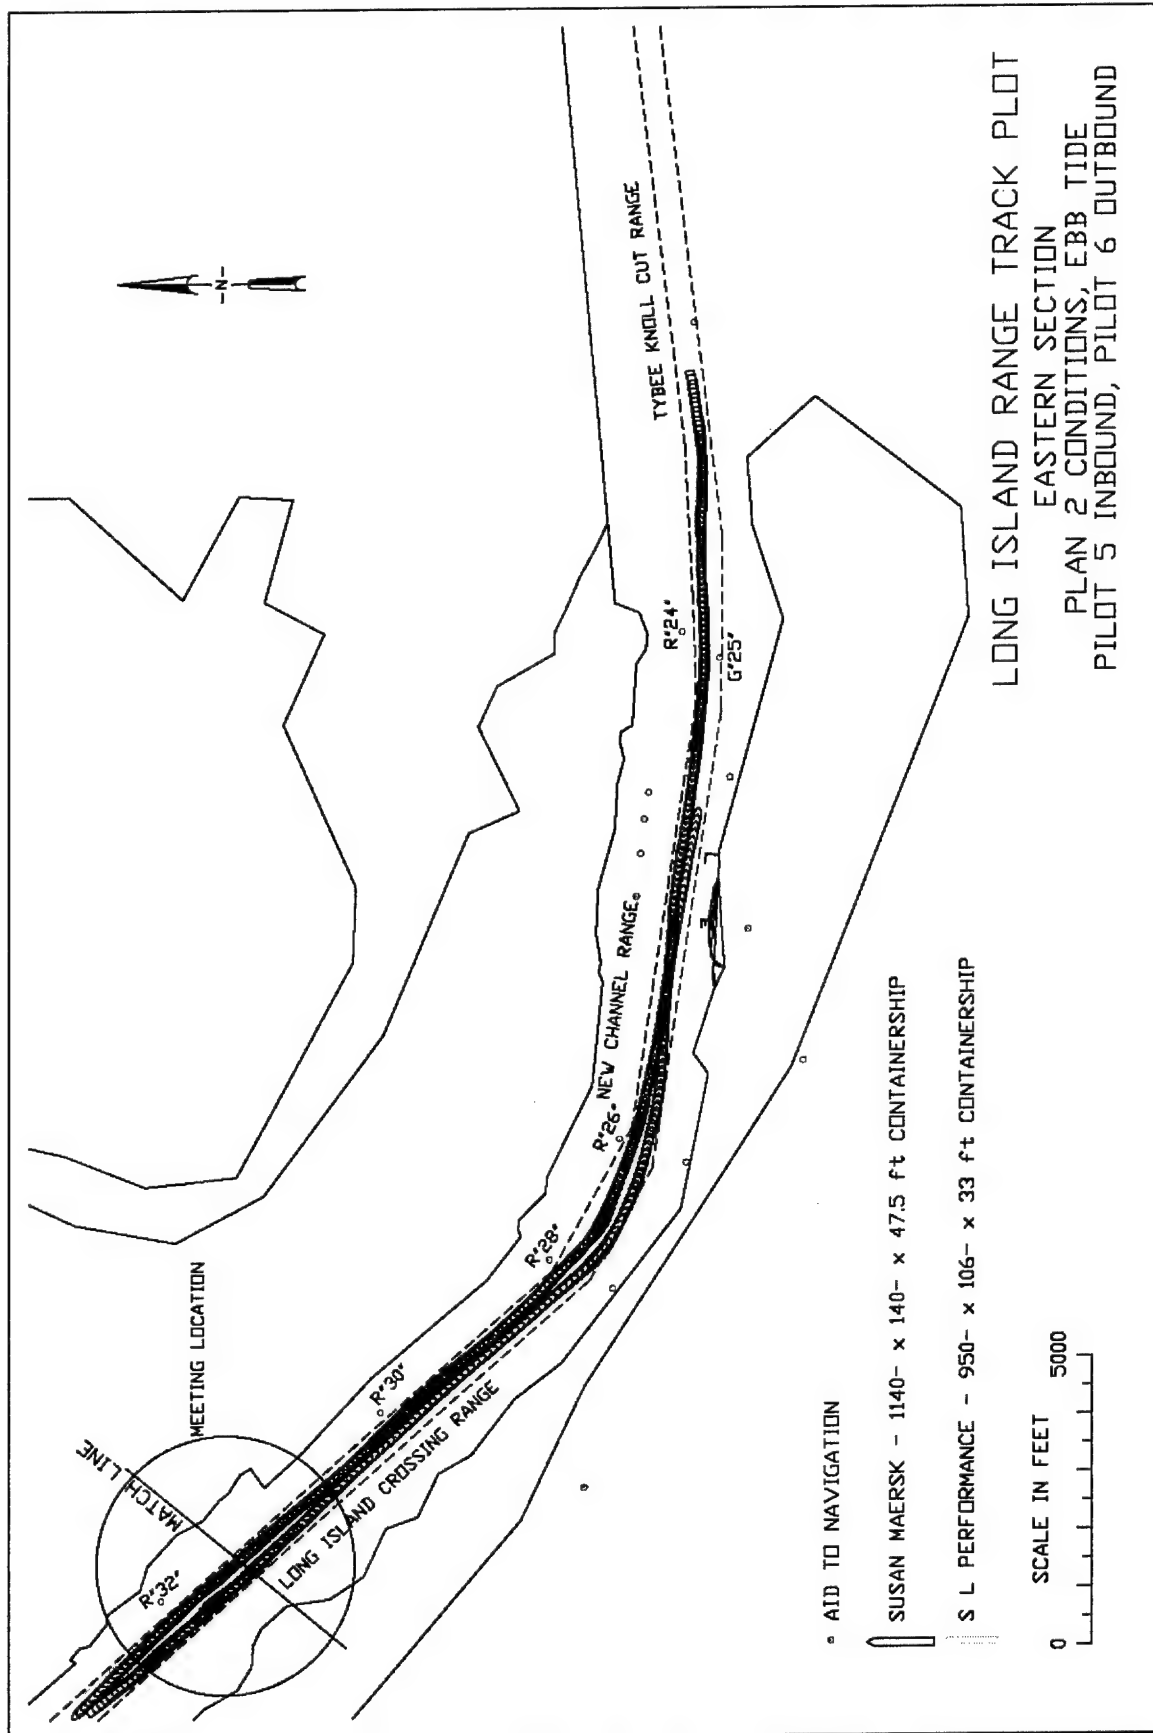 LONG ISLAND RANGE TRACK PLOT
EASTERN SECTION
PLAN 2 CONDITIONS, EBB TIDE
PILOT 5 INBOUND, PILOT 6 OUTBOUND
MEETING LOCATION
MATCH LINE
R"32"
R"30"
R"28"
R"26"
LONG ISLAND CROSSING RANGE
NEW CHANNEL RANGE
R"24"
G"25"
TYBEE KNOLL CUT RANGE
-N-
E
AID TO NAVIGATION
SUSAN MAERSK - 1140- x 140- x 47.5 ft CONTAINERSHIP
S L PERFORMANCE - 950- x 106- x 33 ft CONTAINERSHIP
SCALE IN FEET
0 5000